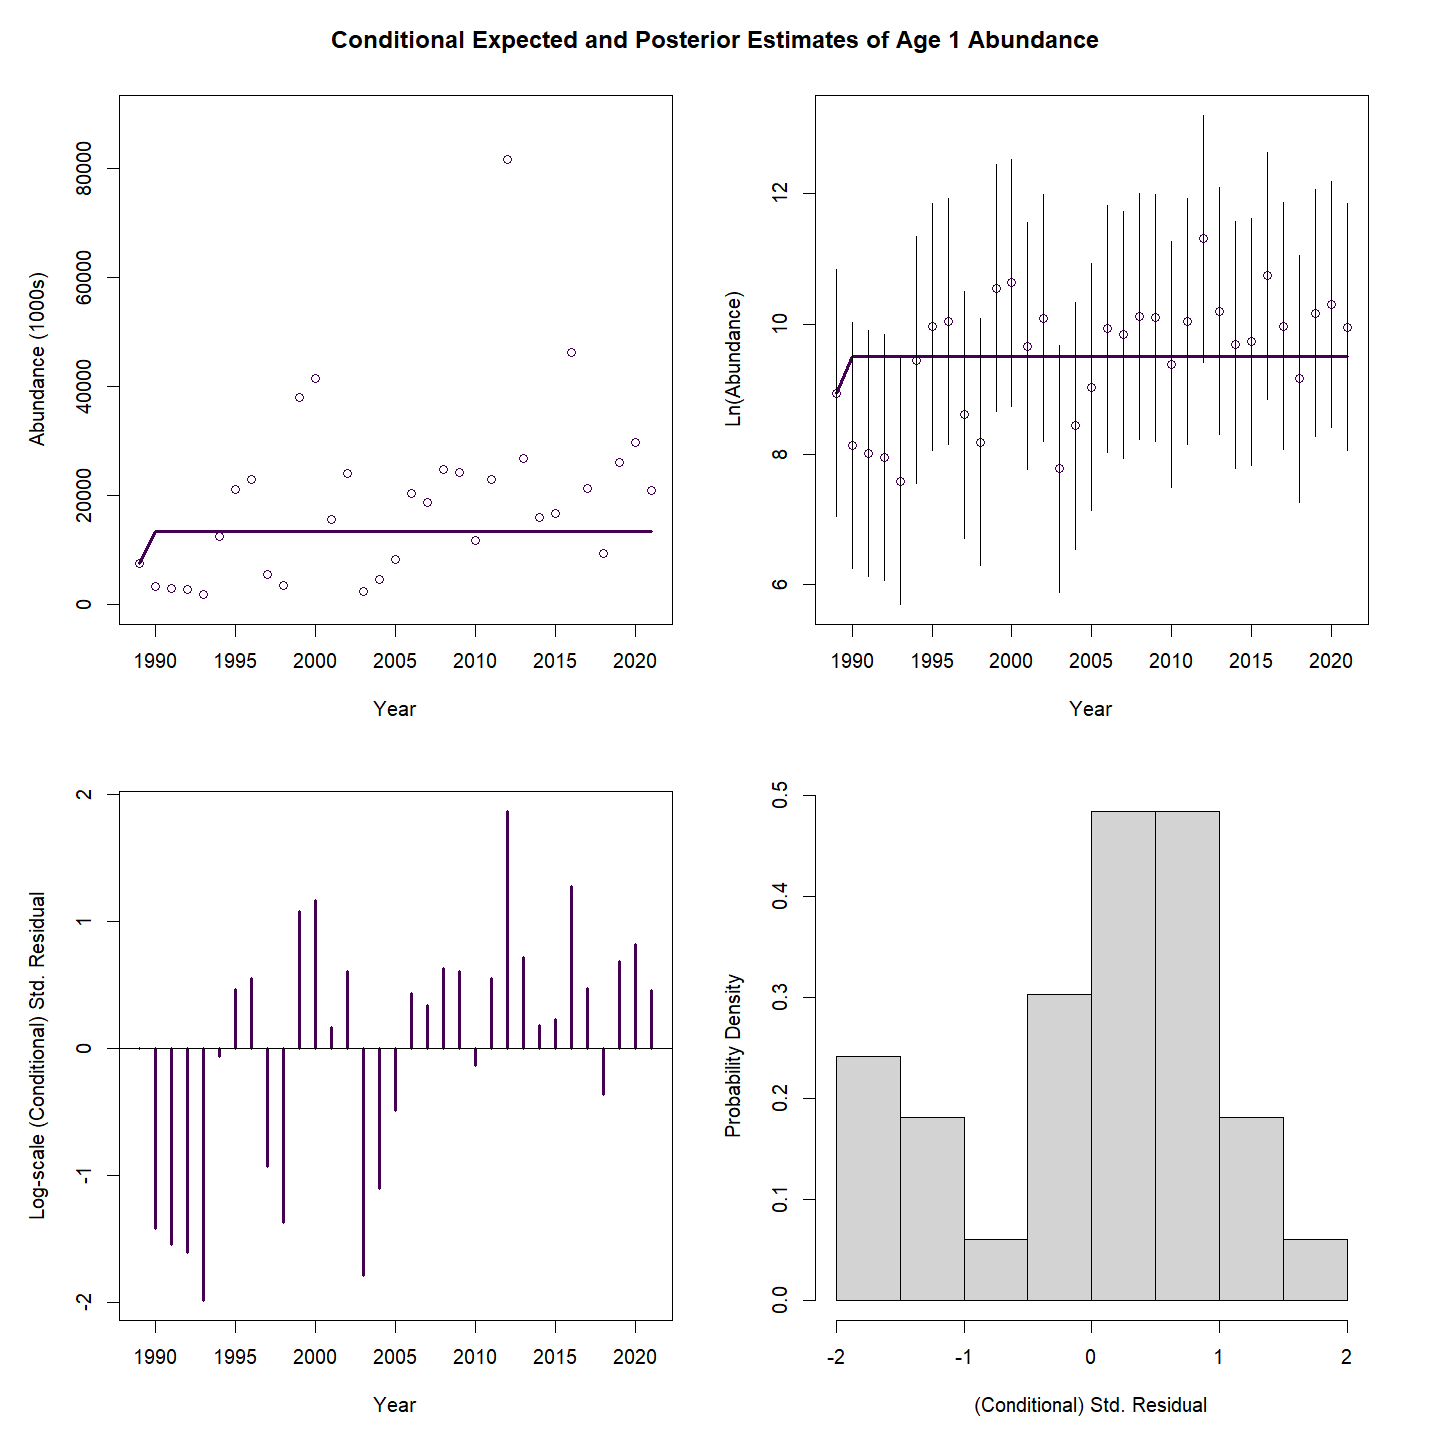 Conditional Expected and Posterior Estimates of Age 1 Abundance
Abundance (1000s)
80000
60000
40000
20000
0
1990 1995 2000 2005 2010 2015 2020
Year
Ln(Abundance)
12
10
8
6
1990 1995 2000 2005 2010 2015 2020
Year
Log-scale (Conditional) Std. Residual
2
1
0
-1
-2
1990 1995 2000 2005 2010 2015 2020
Year
Probability Density
0.5
0.4
0.3
0.2
0.1
0.0
-2 -1 0 1 2
(Conditional) Std. Residual